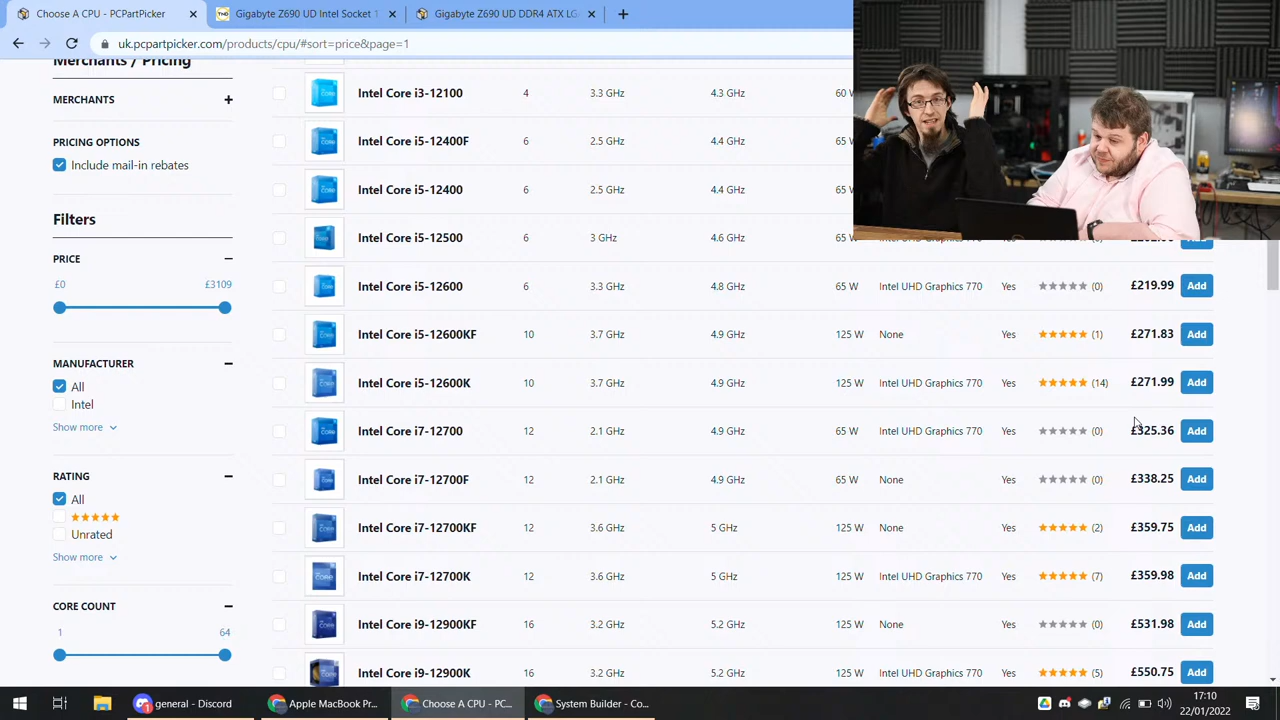 Choose A CPU - PCPartPicker
Gigabyte Z690 UD Intel Socket
Gigabyte Z690 UD DDR4 ATX LG
uk.pcpartpicker.com/products/cpu/#sort=price&page=1
Merchants / Pricing
MERCHANTS
PRICING OPTIONS
Include mail-in rebates
Filters
PRICE
£0 £3109
MANUFACTURER
All
Intel
Show more
RATING
All
Unrated
Show more
CORE COUNT
1 64
Intel Core i3-12100 4 3.3 GHz 4.3 GHz 60 W
Intel Core i5-12400F 6 2.5 GHz 4.4 GHz 65
Intel Core i5-12400 6 2.5 GHz 4.4 GHz 65 W
Intel Core i5-12500 6 3 GHz 4.6 GHz 65 W Intel UHD Graphics 770 Yes Add
Intel Core i5-12600 6 3.3 GHz 4.8 GHz 65 W Intel UHD Graphics 770 Yes (0) £219.99 Add
Intel Core i5-12600KF 10 3.7 GHz 4.9 GHz 125 W None Yes (1) £271.83 Add
Intel Core i5-12600K 10 3.7 GHz 4.9 GHz 125 W Intel UHD Graphics 770 Yes (14) £271.99 Add
Intel Core i7-12700 12 2.1 GHz 4.9 GHz 65 W Intel UHD Graphics 770 Yes (0) £325.36 Add
Intel Core i7-12700F 12 2.1 GHz 4.9 GHz 65 W None Yes (0) £338.25 Add
Intel Core i7-12700KF 12 3.6 GHz 5 GHz 125 W None Yes (2) £359.75 Add
Intel Core i7-12700K 12 3.6 GHz 5 GHz 125 W Intel UHD Graphics 770 Yes (7) £359.98 Add
Intel Core i9-12900KF 16 3.2 GHz 5.2 GHz 125 W None Yes (0) £531.98 Add
Intel Core i9-12900K 16 3.2 GHz 5.2 GHz 125 W Intel UHD Graphics 770 Yes (5) £550.75 Add
general - Discord
Apple MacBook P
Choose A CPU - PC...
System Builder - Co...
17:10
22/01/2022